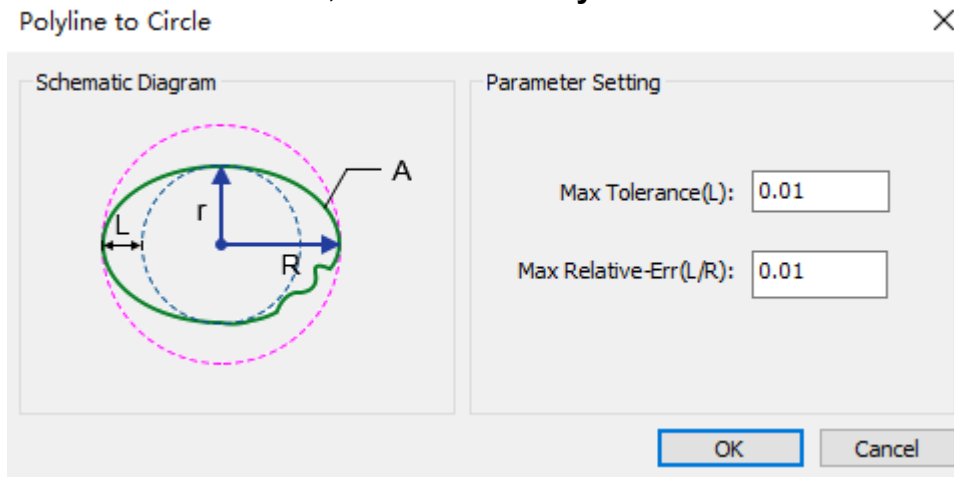 Polyline to Circle
Schematic Diagram
A
r
L
R
Parameter Setting
Max Tolerance(L): 0.01
Max Relative-Err(L/R): 0.01
OK Cancel